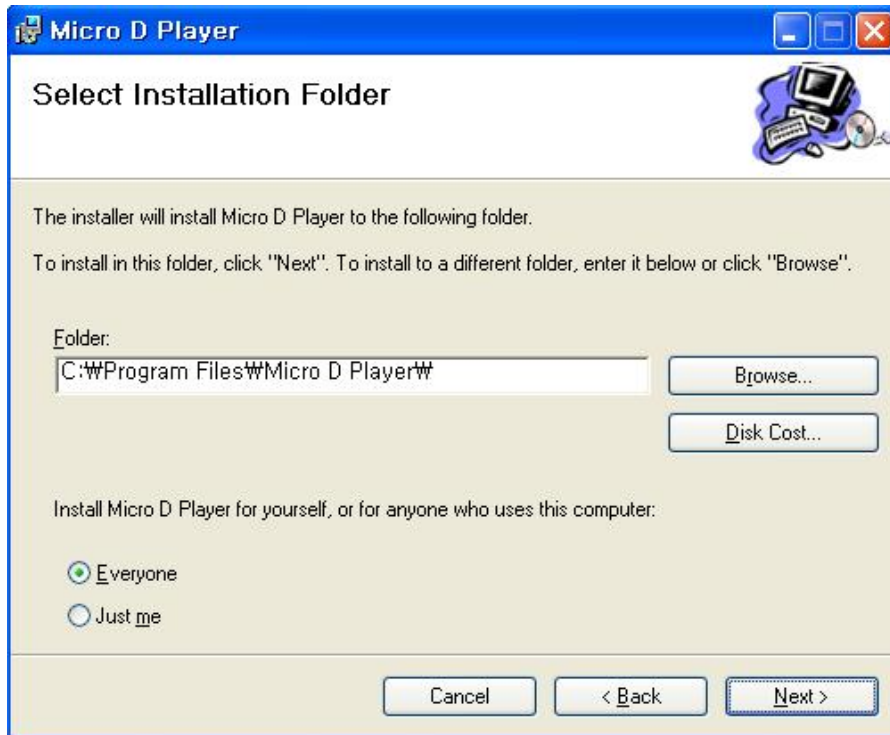 Micro D Player
Select Installation Folder
The installer will install Micro D Player to the following folder.
To install in this folder, click "Next". To install to a different folder, enter it below or click "Browse".
Folder:
C:₩Program Files₩Micro D Player₩
Browse...
Disk Cost...
Install Micro D Player for yourself, or for anyone who uses this computer:
Everyone
Just me
Cancel
< Back
Next >